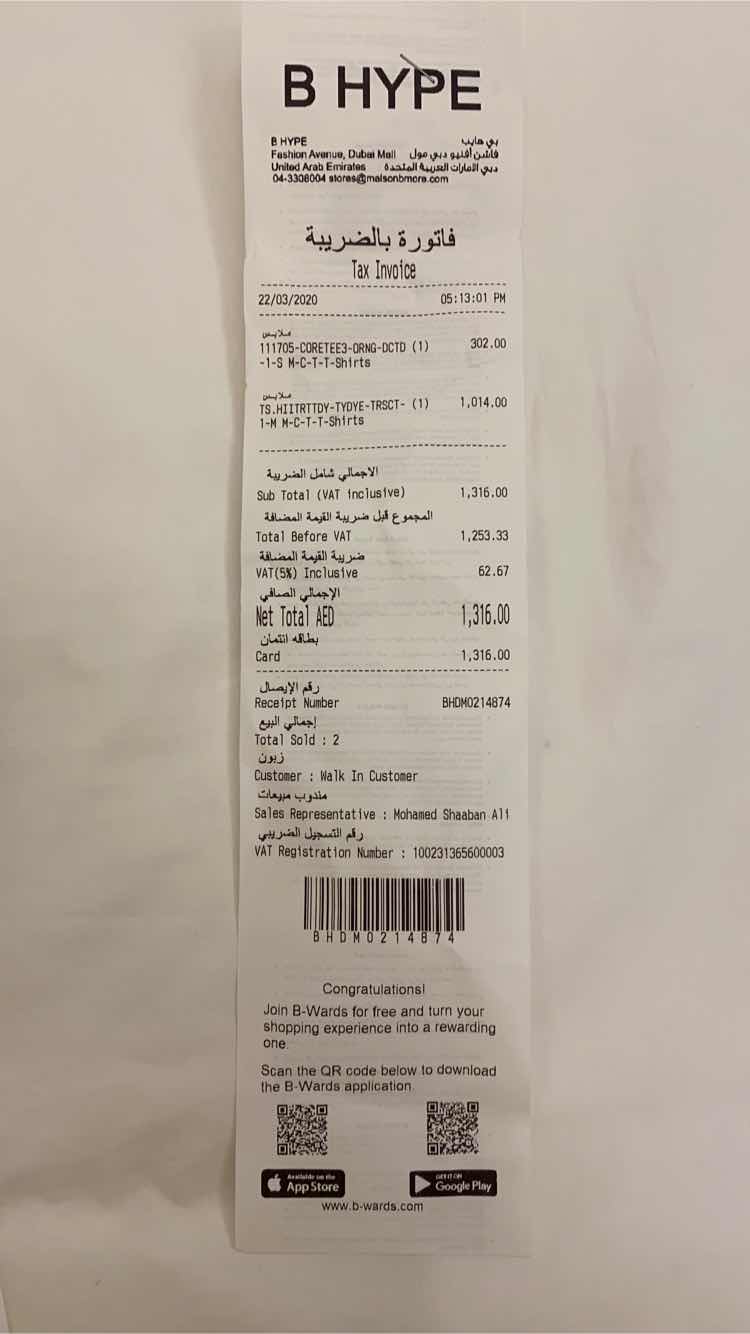 B HYPE
B HYPE بي هايب
Fashion Avenue, Dubai Mall فاشن أفنيو دبي مول
United Arab Emirates دبي الامارات العربية المتحدة
04-3308004 stores@maisonbmore.com
فاتورة بالضريبة
Tax Invoice
22/03/2020 05:13:01 PM
ملابس
111705-CORETEE3-ORNG-DCTD (1) 302.00
-1-S M-C-T-T-Shirts
ملابس
TS.HIITRTTDY-TYDYE-TRSCT- (1) 1,014.00
1-M M-C-T-T-Shirts
الاجمالي شامل الضريبة
Sub Total (VAT inclusive) 1,316.00
المجموع قبل ضريبة القيمة المضافة
Total Before VAT 1,253.33
ضريبة القيمة المضافة
VAT(5%) Inclusive 62.67
الإجمالي الصافي
Net Total AED 1,316.00
بطاقه ائتمان
Card 1,316.00
رقم الإيصال
Receipt Number BHDM0214874
إجمالي البيع
Total Sold : 2
زبون
Customer : Walk In Customer
مندوب مبيعات
Sales Representative : Mohamed Shaaban Ali
رقم التسجيل الضريبي
VAT Registration Number : 100231365600003
BHDM0214874
Congratulations!
Join B-Wards for free and turn your
shopping experience into a rewarding
one.
Scan the QR code below to download
the B-Wards application.
Available on the App Store GET IT ON Google Play
www.b-wards.com